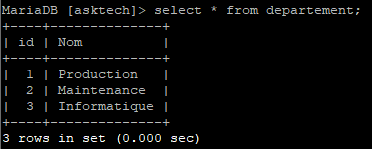 MariaDB [asktech]> select * from departement;
+----+--------------+
| id | Nom          |
+----+--------------+
|  1 | Production   |
|  2 | Maintenance  |
|  3 | Informatique |
+----+--------------+
3 rows in set (0.000 sec)